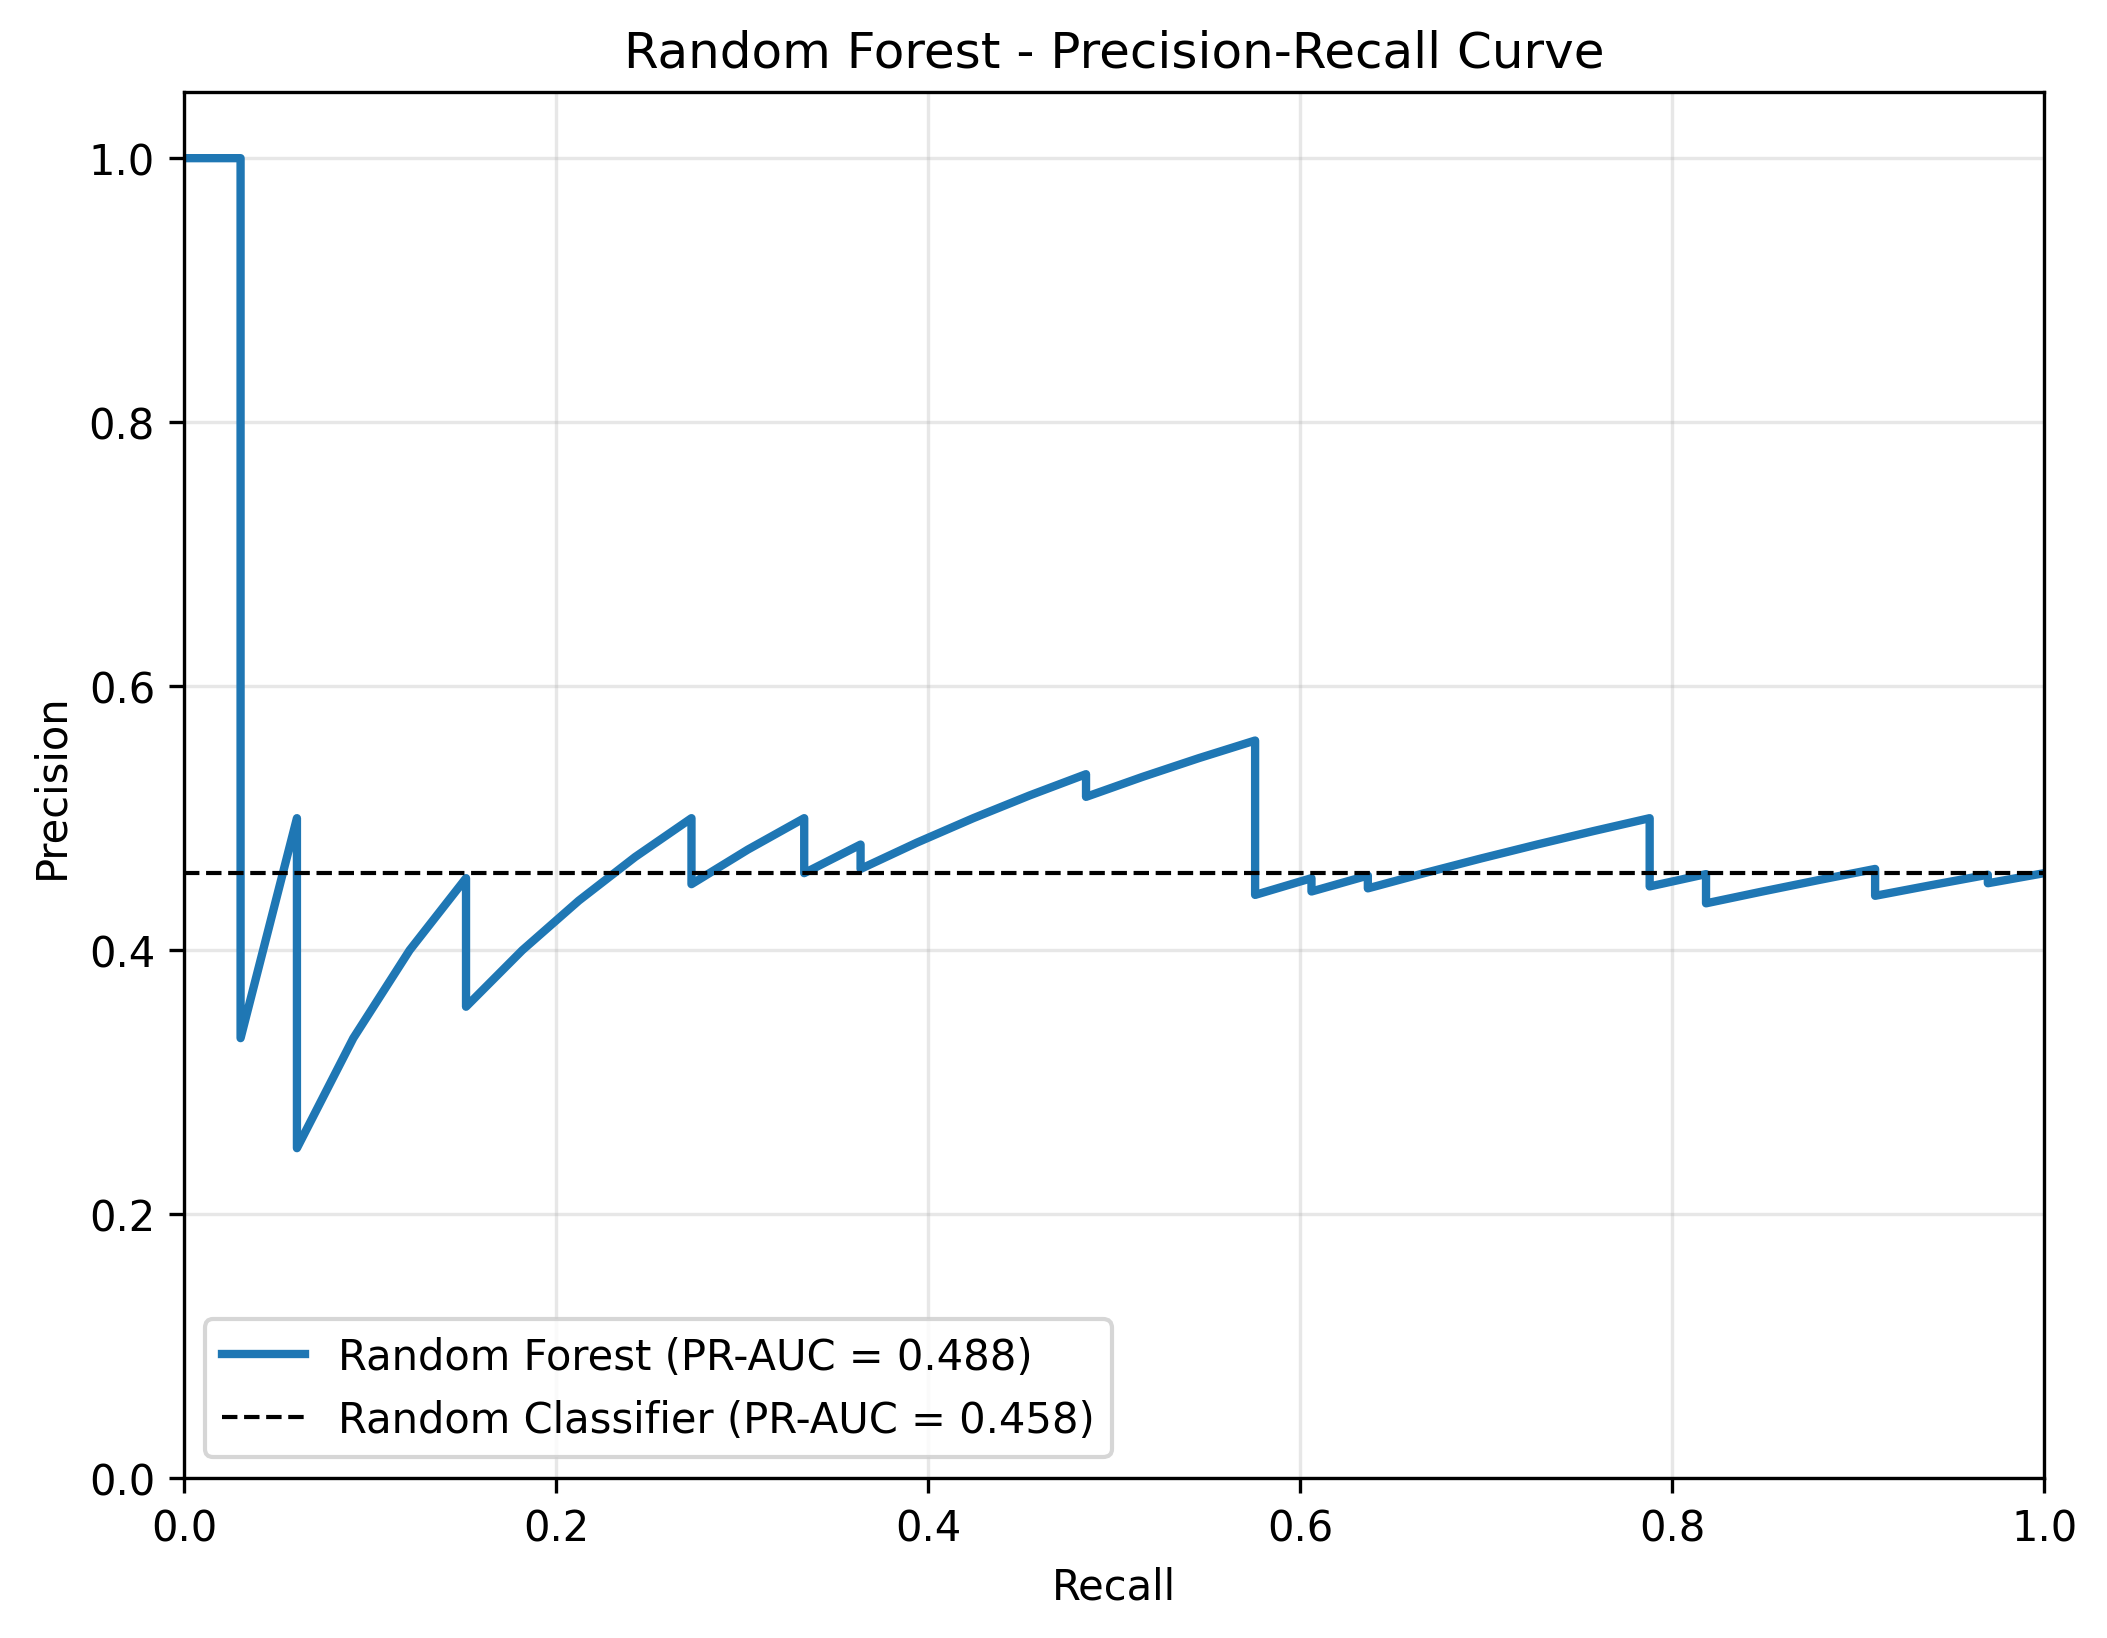 Random Forest - Precision-Recall Curve
1.0
0.8
0.6
0.4
0.2
0.0
Precision
Random Forest (PR-AUC = 0.488)
Random Classifier (PR-AUC = 0.458)
0.0 0.2 0.4 0.6 0.8 1.0
Recall